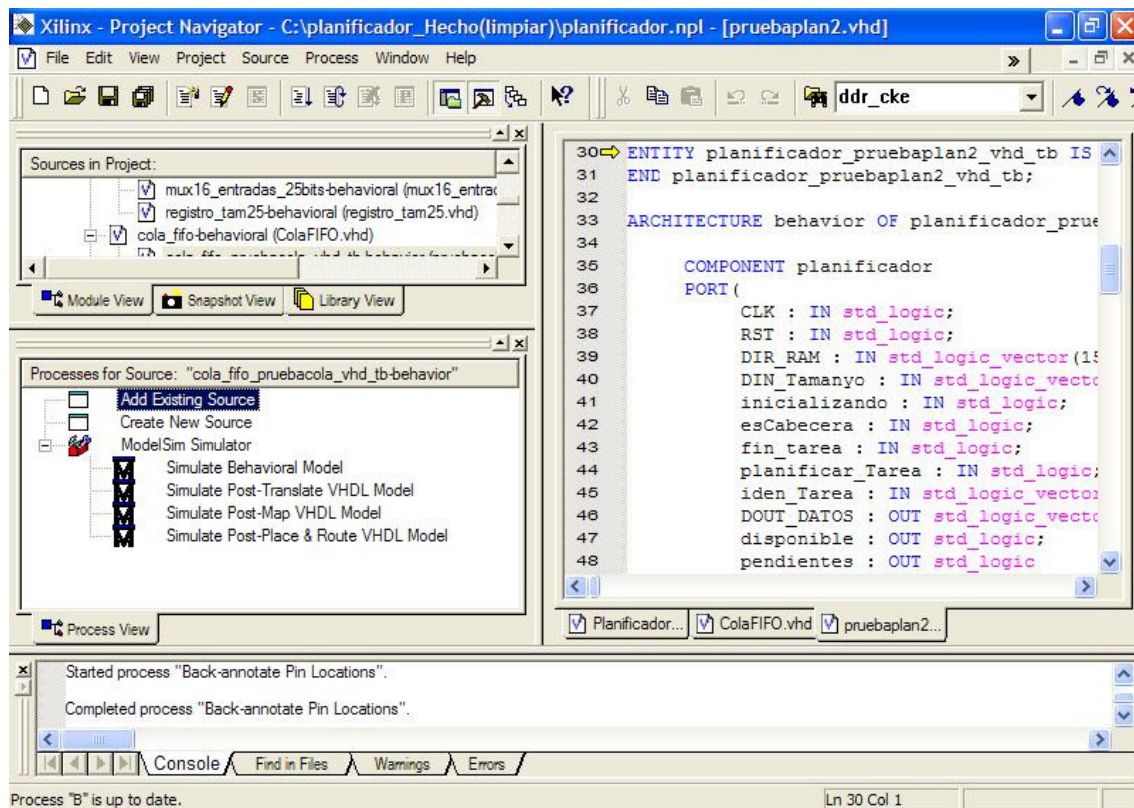 Xilinx - Project Navigator - C:\planificador_Hecho(limpiar)\planificador.npl - [pruebaplan2.vhd]
File Edit View Project Source Process Window Help
ddr_cke
Sources in Project:
mux16_entradas_25bits-behavioral (mux16_entrac
registro_tam25-behavioral (registro_tam25.vhd)
cola_fifo-behavioral (ColaFIFO.vhd)
Module View Snapshot View Library View
Processes for Source: "cola_fifo_pruebacola_vhd_tb-behavior"
Add Existing Source
Create New Source
ModelSim Simulator
Simulate Behavioral Model
Simulate Post-Translate VHDL Model
Simulate Post-Map VHDL Model
Simulate Post-Place & Route VHDL Model
Process View
30 ENTITY planificador_pruebaplan2_vhd_tb IS
31 END planificador_pruebaplan2_vhd_tb;
32
33 ARCHITECTURE behavior OF planificador_prue
34
35 COMPONENT planificador
36 PORT(
37 CLK : IN std_logic;
38 RST : IN std_logic;
39 DIR_RAM : IN std_logic_vector(15
40 DIN_Tamanyo : IN std_logic_vecto
41 inicializando : IN std_logic;
42 esCabecera : IN std_logic;
43 fin_tarea : IN std_logic;
44 planificar_Tarea : IN std_logic;
45 iden_Tarea : IN std_logic_vector
46 DOUT_DATOS : OUT std_logic_vecto
47 disponible : OUT std_logic;
48 pendientes : OUT std_logic
Planificador... ColaFIFO.vhd pruebaplan2...
Started process "Back-annotate Pin Locations".
Completed process "Back-annotate Pin Locations".
Console Find in Files Warnings Errors
Process "B" is up to date.
Ln 30 Col 1